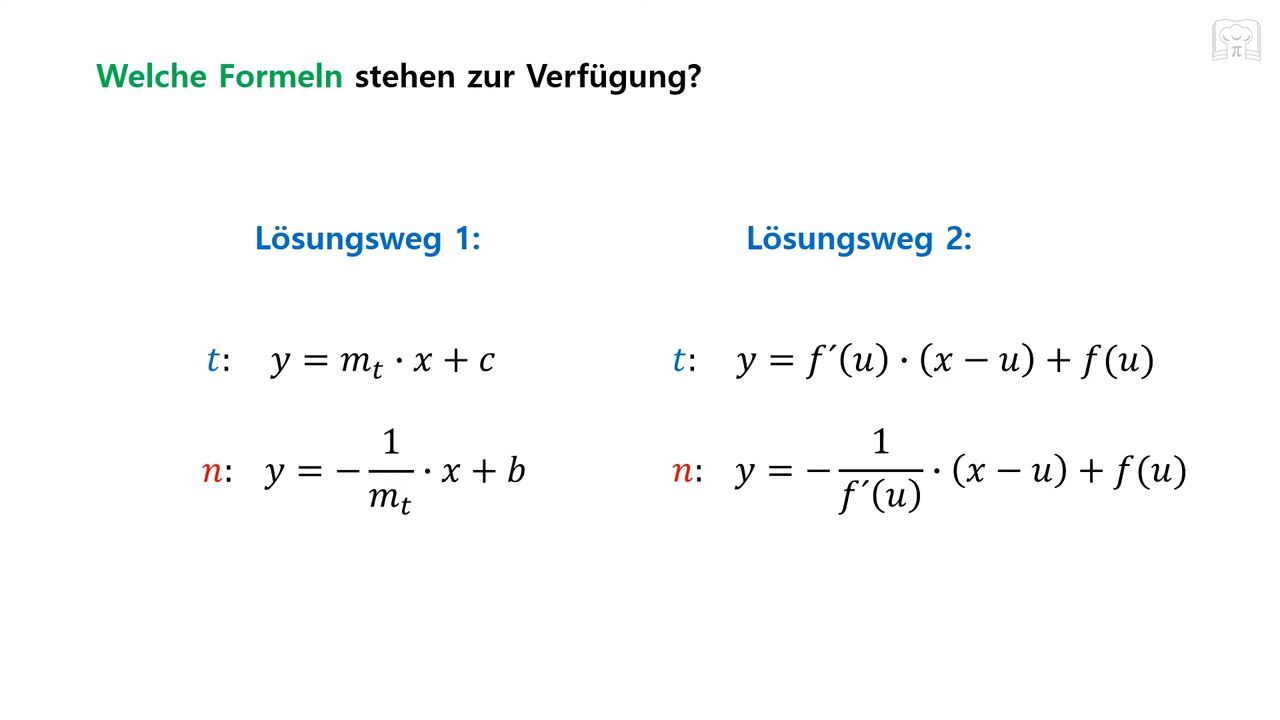 Welche Formeln stehen zur Verfügung?
Lösungsweg 1:
t: y = m_t · x + c
n: y = −1/m_t · x + b
Lösungsweg 2:
t: y = f´(u) · (x − u) + f(u)
n: y = −1/f´(u) · (x − u) + f(u)
π